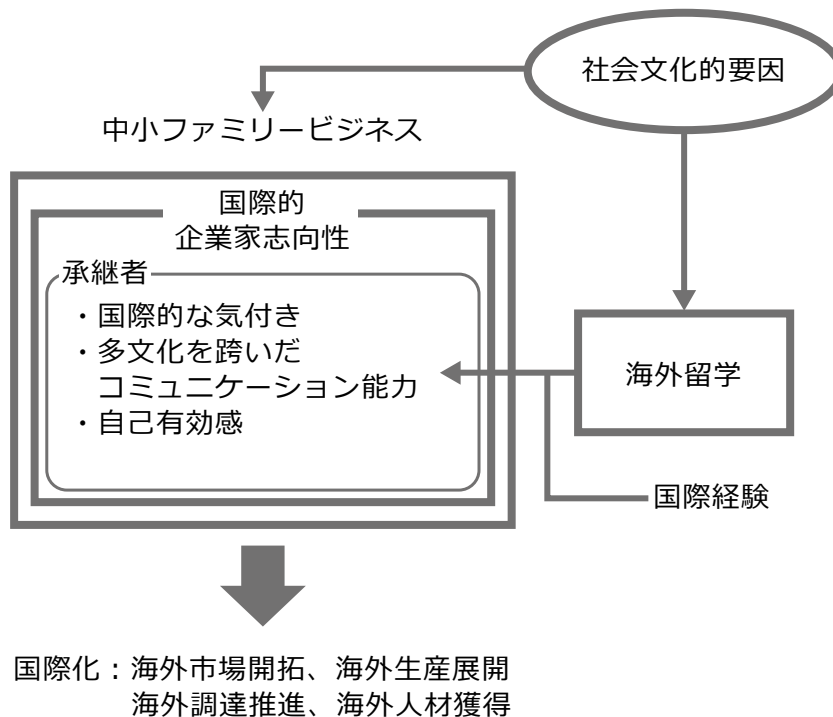 社会文化的要因
中小ファミリービジネス
国際的
企業家志向性
承継者
・国際的な気付き
・多文化を跨いだ
コミュニケーション能力
・自己有効感
海外留学
国際経験
国際化：海外市場開拓、海外生産展開
海外調達推進、海外人材獲得